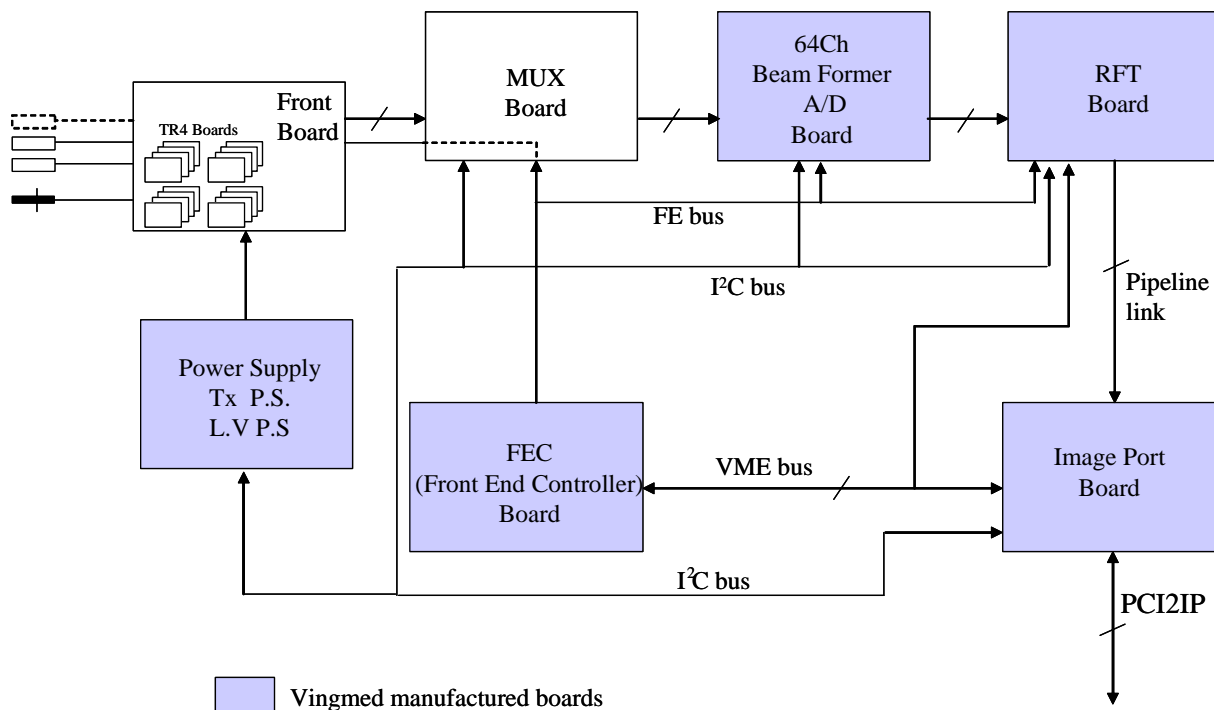 MUX
Board
64Ch
Beam Former
A/D
Board
RFT
Board
Front
Board
TR4 Boards
FE bus
I²C bus
Pipeline
link
Power Supply
Tx P.S.
L.V P.S
FEC
(Front End Controller)
Board
VME bus
Image Port
Board
I²C bus
PCI2IP
Vingmed manufactured boards